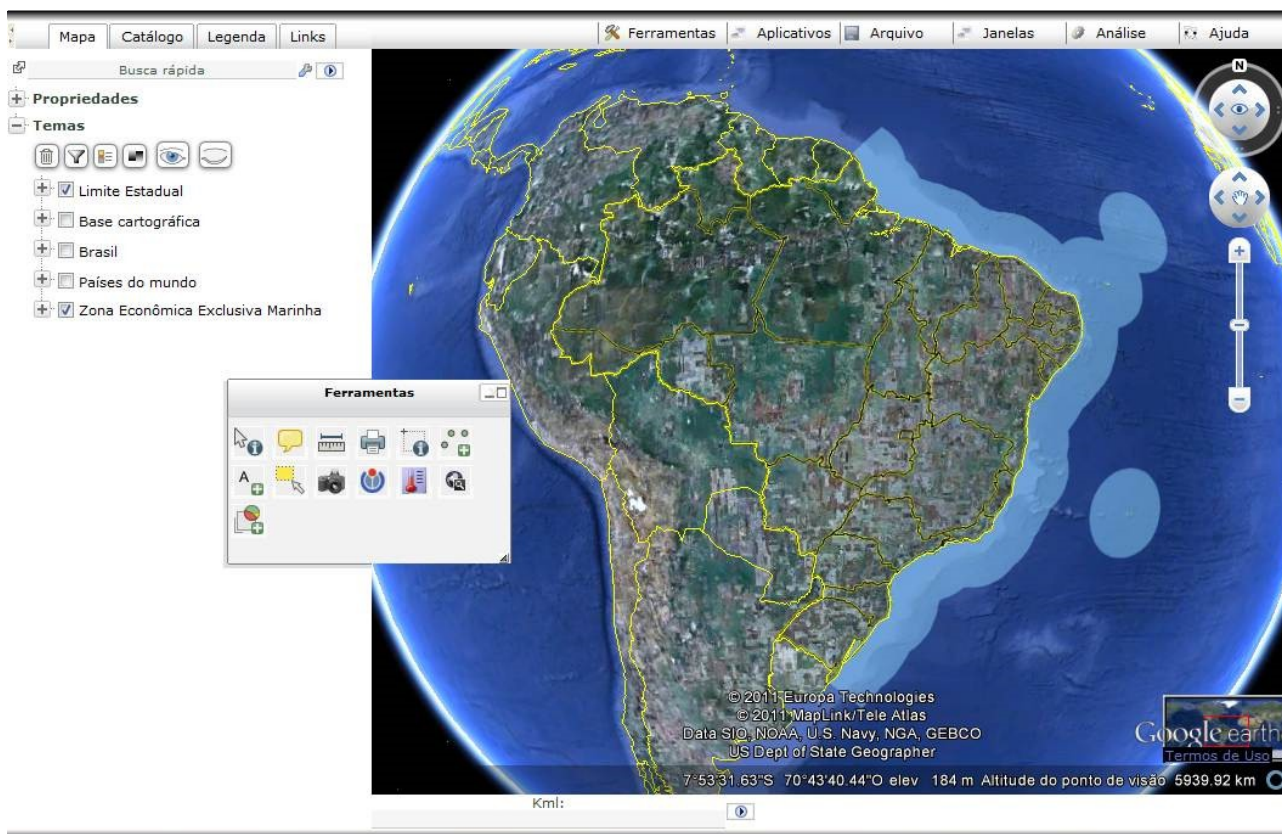 Mapa Catálogo Legenda Links
Ferramentas Aplicativos Arquivo Janelas Análise Ajuda
Busca rápida
Propriedades
Temas
Limite Estadual
Base cartográfica
Brasil
Países do mundo
Zona Econômica Exclusiva Marinha
Ferramentas
A
N
© 2011 Europa Technologies
© 2011 MapLink/Tele Atlas
Data SIO, NOAA, U.S. Navy, NGA, GEBCO
US Dept of State Geographer
Google earth
Termos de Uso
7°53'31.63"S 70°43'40.44"O elev 184 m Altitude do ponto de visão 5939.92 km
Kml: